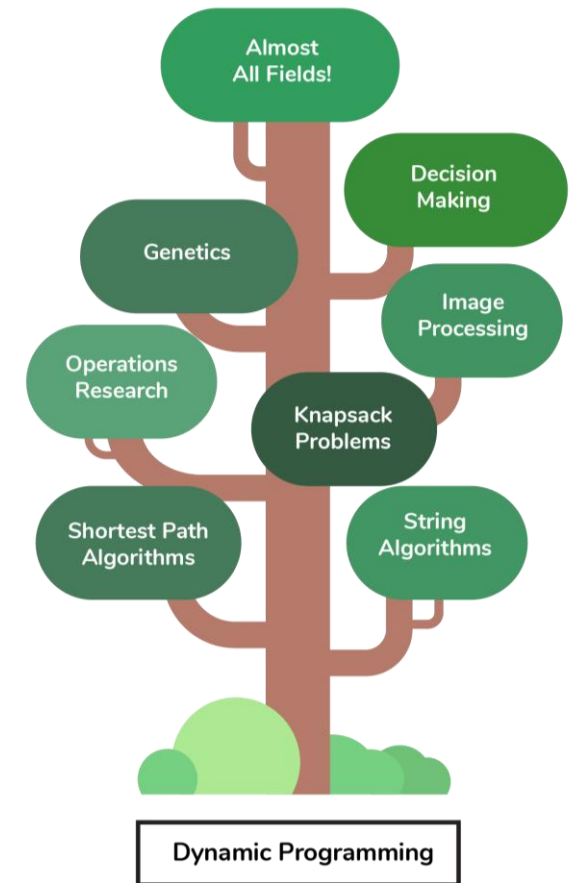 Almost
All Fields!
Decision
Making
Genetics
Image
Processing
Operations
Research
Knapsack
Problems
Shortest Path
Algorithms
String
Algorithms
Dynamic Programming